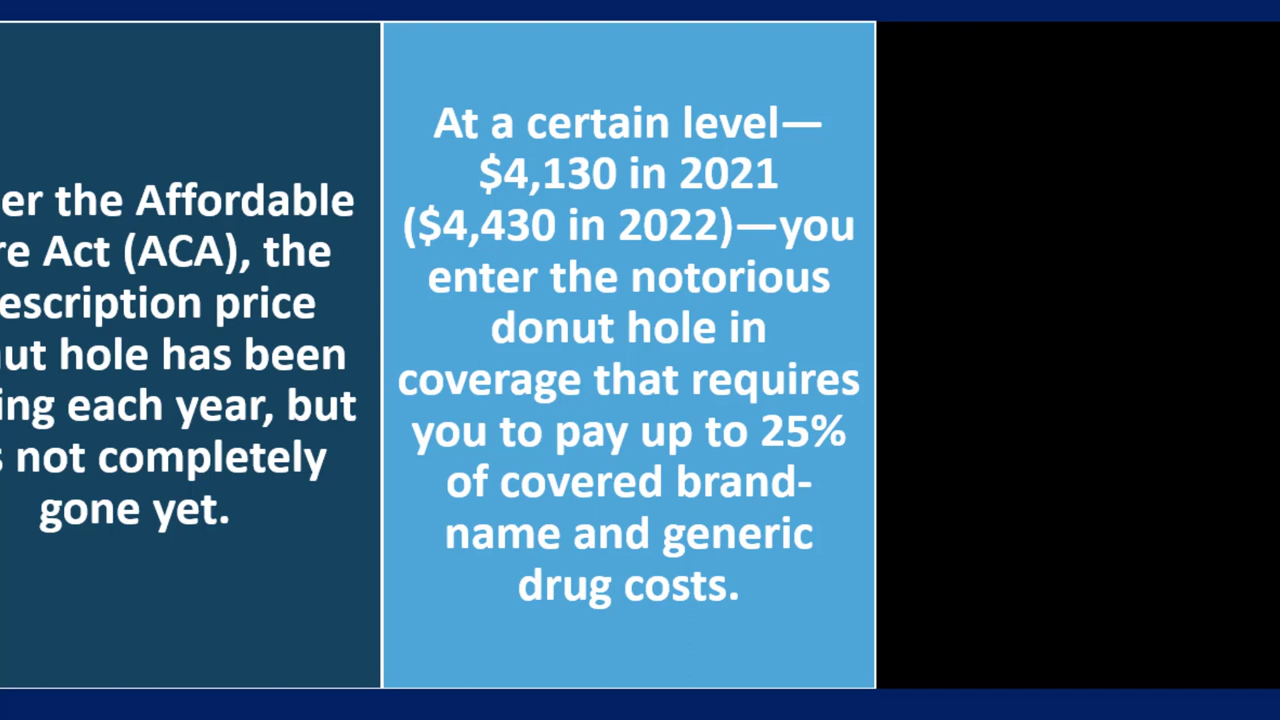 er the Affordable
re Act (ACA), the
escription price
ut hole has been
ing each year, but
s not completely
gone yet.
At a certain level—
$4,130 in 2021
($4,430 in 2022)—you
enter the notorious
donut hole in
coverage that requires
you to pay up to 25%
of covered brand-
name and generic
drug costs.